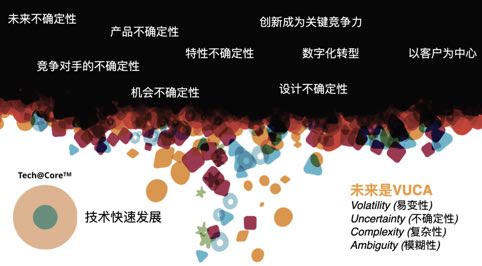 未来不确定性
产品不确定性
创新成为关键竞争力
特性不确定性
数字化转型
以客户为中心
竞争对手的不确定性
机会不确定性
设计不确定性
Tech@Core™
技术快速发展
未来是VUCA
Volatility (易变性)
Uncertainty (不确定性)
Complexity (复杂性)
Ambiguity (模糊性)